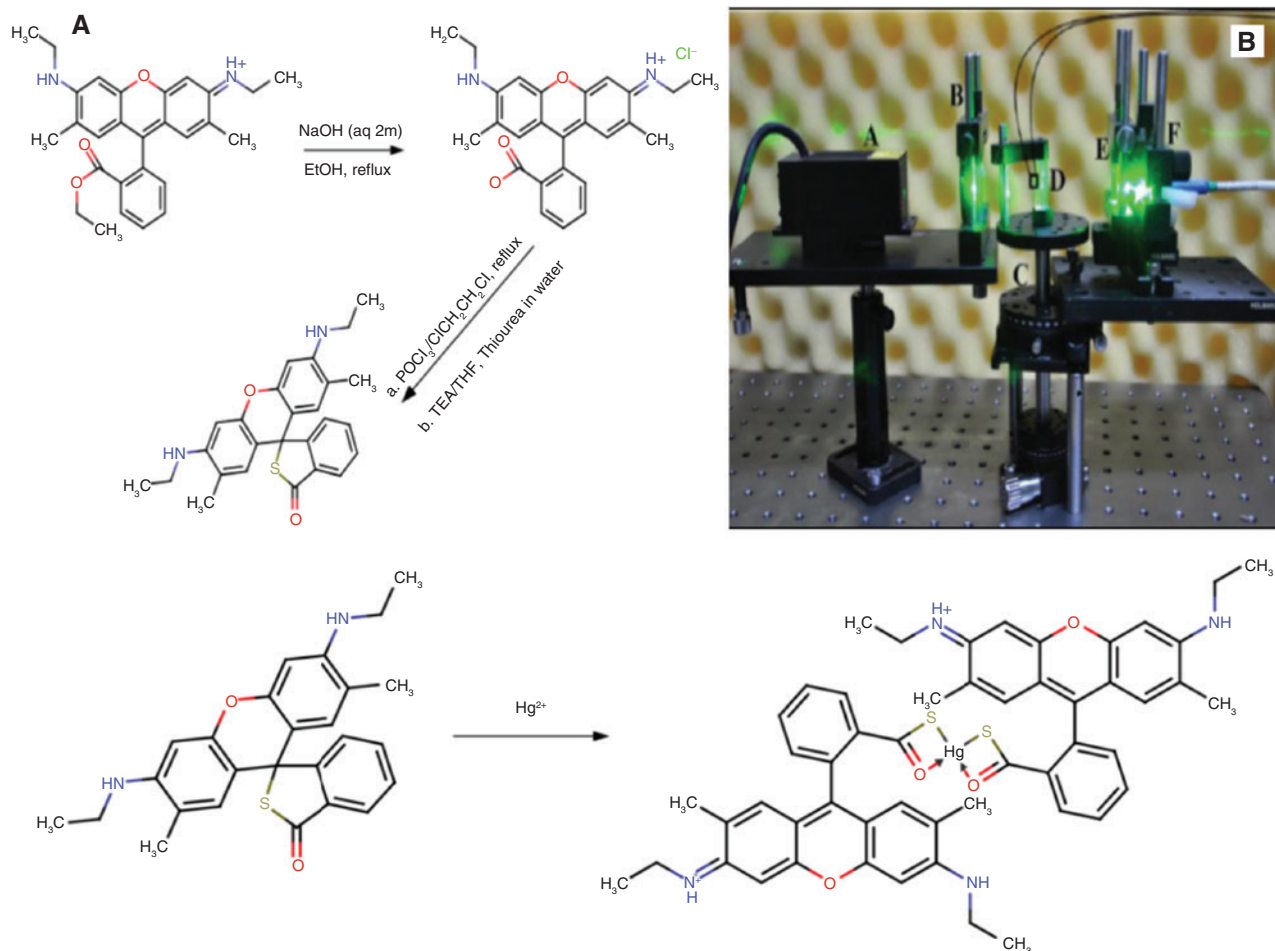 A
H₃C
HN
O
H+
N
CH₃
H₃C
CH₃
O
O
CH₃
NaOH (aq 2m)
EtOH, reflux
H₂C
HN
O
H+
N
Cl⁻
CH₃
H₃C
CH₃
O
O
a. POCl₃/ClCH₂CH₂Cl, reflux
b. TEA/THF, Thiourea in water
CH₃
HN
CH₃
O
HN
S
H₃C
H₃C
O
B
A
B
C
D
E
F
CH₃
HN
CH₃
O
HN
S
H₃C
H₃C
O
Hg²⁺
CH₃
H+
N
O
NH
H₃C
H₃C
CH₃
S
S
Hg
O
O
H₃C
CH₃
H₃C
N+
H
O
NH
CH₃